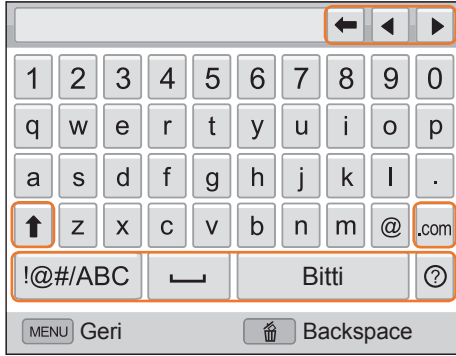 1 2 3 4 5 6 7 8 9 0
q w e r t y u i o p
a s d f g h j k l .
z x c v b n m @ .com
!@#/ABC Bitti ?
MENU Geri Backspace